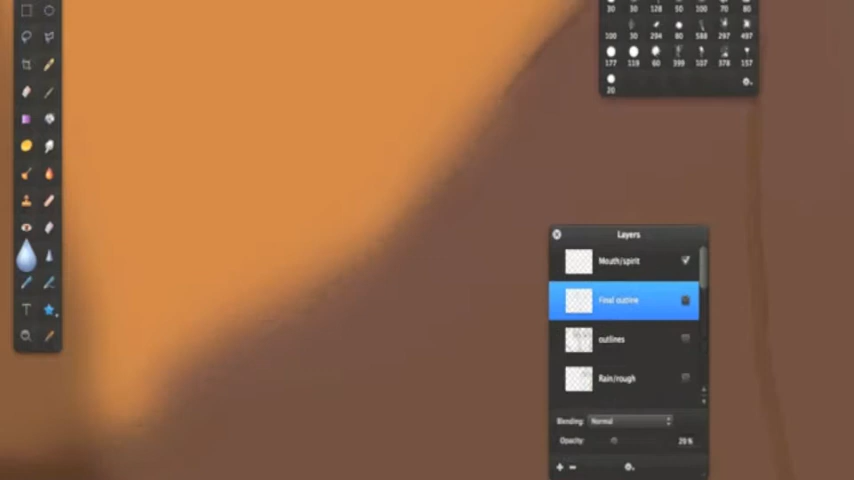 30 30 128 50 100 70 80
100 30 294 80 588 297 497
177 119 60 399 107 378 157
20
Layers
Mouth/spirit
Final outline
outlines
Rain/rough
Blending: Normal
Opacity: 20%
T